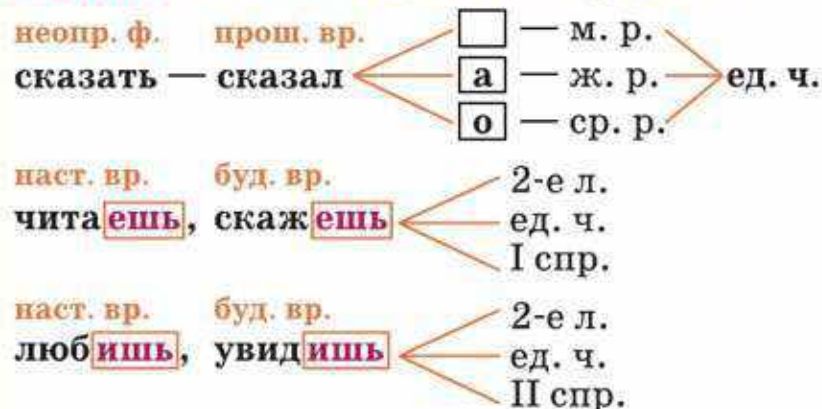 неопр. ф. прош. вр.
сказать — сказал
— м. р.
а — ж. р.
о — ср. р.
ед. ч.
наст. вр. буд. вр.
читаешь, скажешь
2-е л.
ед. ч.
I спр.
наст. вр. буд. вр.
любишь, увидишь
2-е л.
ед. ч.
II спр.